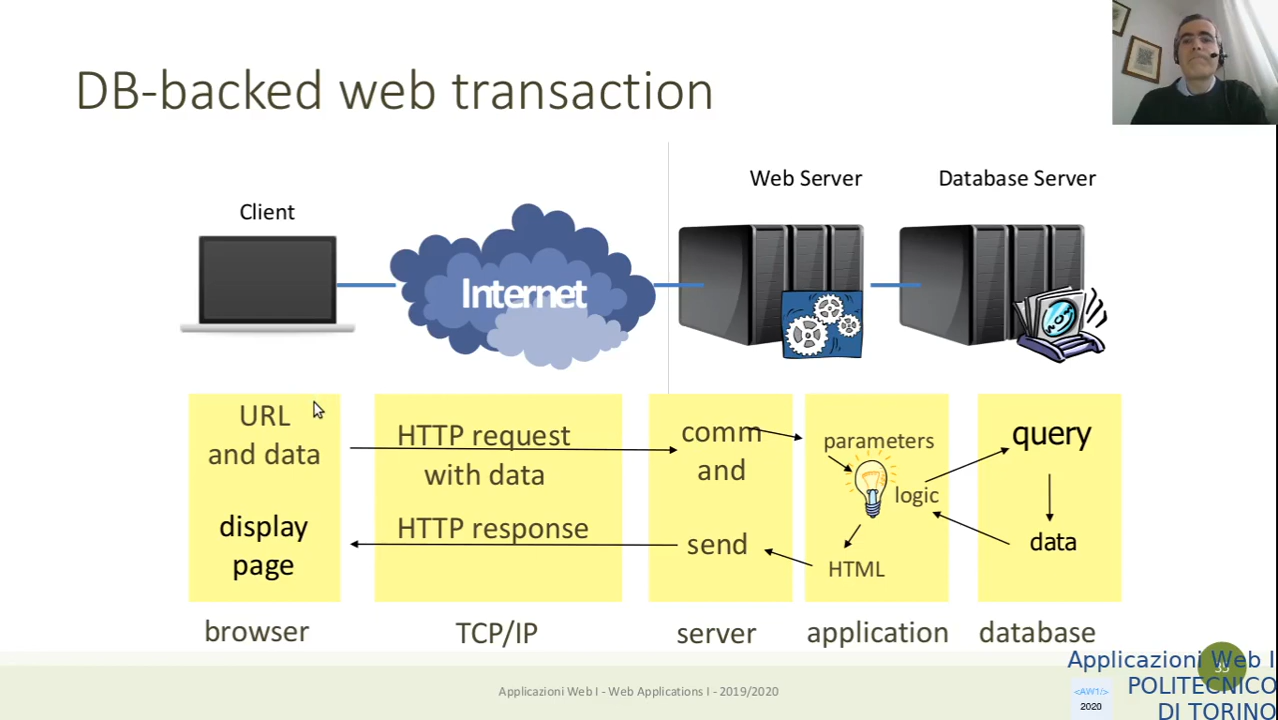 DB-backed web transaction
Web Server
Database Server
Client
Internet
URL
and data
HTTP request
with data
comm
and
parameters
logic
query
data
display
page
HTTP response
send
HTML
browser
TCP/IP
server
application
database
Applicazioni Web I - Web Applications I - 2019/2020
Applicazioni Web I
POLITECNICO
DI TORINO
<AW1/>
2020